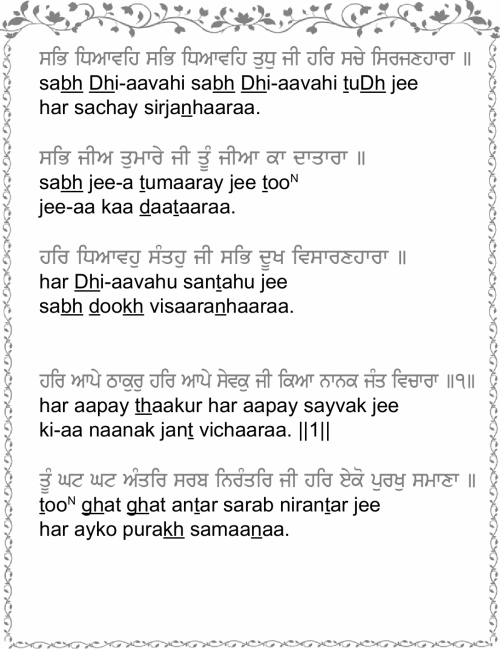 ਸਭਿ ਧਿਆਵਹਿ ਸਭਿ ਧਿਆਵਹਿ ਤੁਧੁ ਜੀ ਹਰਿ ਸਚੇ ਸਿਰਜਣਹਾਰਾ ॥
sabh Dhi-aavahi sabh Dhi-aavahi tuDh jee
har sachay sirjanhaaraa.
ਸਭਿ ਜੀਅ ਤੁਮਾਰੇ ਜੀ ਤੂੰ ਜੀਆ ਕਾ ਦਾਤਾਰਾ ॥
sabh jee-a tumaaray jee tooᴺ
jee-aa kaa daataaraa.
ਹਰਿ ਧਿਆਵਹੁ ਸੰਤਹੁ ਜੀ ਸਭਿ ਦੂਖ ਵਿਸਾਰਣਹਾਰਾ ॥
har Dhi-aavahu santahu jee
sabh dookh visaaranhaaraa.
ਹਰਿ ਆਪੇ ਠਾਕੁਰੁ ਹਰਿ ਆਪੇ ਸੇਵਕੁ ਜੀ ਕਿਆ ਨਾਨਕ ਜੰਤ ਵਿਚਾਰਾ ॥੧॥
har aapay thaakur har aapay sayvak jee
ki-aa naanak jant vichaaraa. ||1||
ਤੂੰ ਘਟ ਘਟ ਅੰਤਰਿ ਸਰਬ ਨਿਰੰਤਰਿ ਜੀ ਹਰਿ ਏਕੋ ਪੁਰਖੁ ਸਮਾਣਾ ॥
tooᴺ ghat ghat antar sarab nirantar jee
har ayko purakh samaanaa.